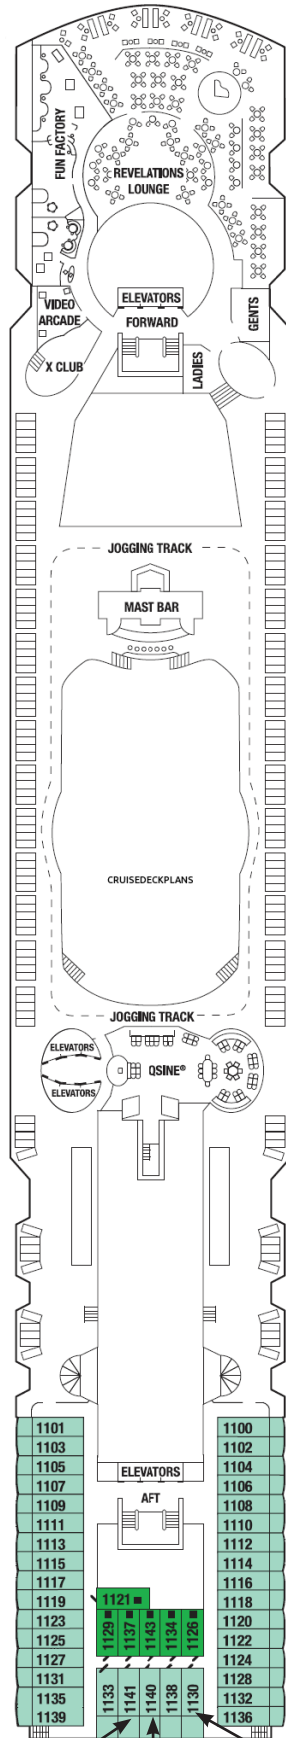 FUN FACTORY
REVELATIONS
LOUNGE
ELEVATORS
FORWARD
VIDEO
ARCADE
GENTS
LADIES
X CLUB
JOGGING TRACK
MAST BAR
CRUISEDECKPLANS
JOGGING TRACK
ELEVATORS
QSINE®
ELEVATORS
1101
1100
1103
1102
1105
1104
1107
1106
1109
1108
1111
1110
1113
1112
1115
1114
1117
1116
1119
1118
1123
1120
1125
1122
1127
1124
1131
1128
1135
1132
1139
1136
ELEVATORS
AFT
1121
1129
1137
1143
1134
1126
1133
1141
1140
1138
1130